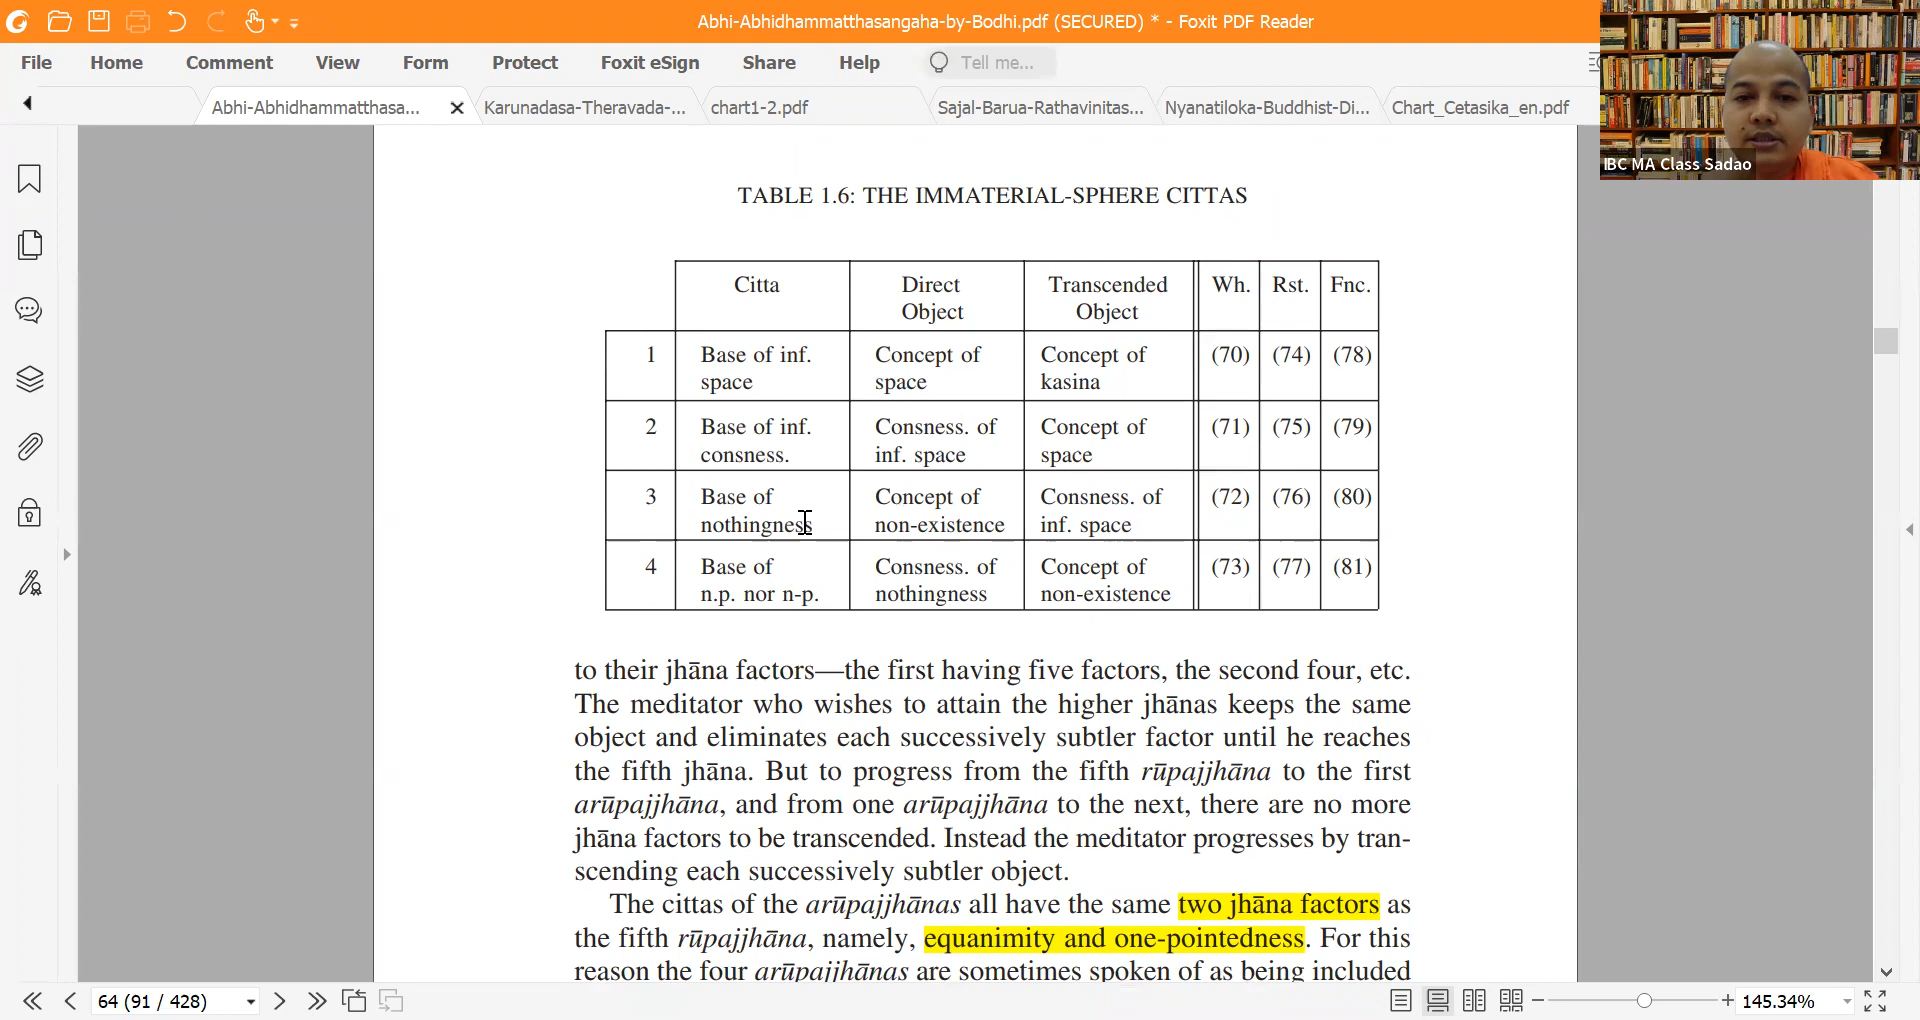 Abhi-Abhidhammatthasangaha-by-Bodhi.pdf (SECURED) * - Foxit PDF Reader
File Home Comment View Form Protect Foxit eSign Share Help Tell me...
Abhi-Abhidhammatthasa... Karunadasa-Theravada-... chart1-2.pdf Sajal-Barua-Rathavinitas... Nyanatiloka-Buddhist-Di... Chart_Cetasika_en.pdf
IBC MA Class Sadao
TABLE 1.6: THE IMMATERIAL-SPHERE CITTAS
Citta Direct Transcended Wh. Rst. Fnc.
Object Object
1 Base of inf. Concept of Concept of (70) (74) (78)
space space kasina
2 Base of inf. Consness. of Concept of (71) (75) (79)
consness. inf. space space
3 Base of Concept of Consness. of (72) (76) (80)
nothingness non-existence inf. space
4 Base of Consness. of Concept of (73) (77) (81)
n.p. nor n-p. nothingness non-existence
to their jhāna factors—the first having five factors, the second four, etc.
The meditator who wishes to attain the higher jhānas keeps the same
object and eliminates each successively subtler factor until he reaches
the fifth jhāna. But to progress from the fifth rūpajjhāna to the first
arūpajjhāna, and from one arūpajjhāna to the next, there are no more
jhāna factors to be transcended. Instead the meditator progresses by tran-
scending each successively subtler object.
The cittas of the arūpajjhānas all have the same two jhāna factors as
the fifth rūpajjhāna, namely, equanimity and one-pointedness. For this
reason the four arūpajjhānas are sometimes spoken of as being included
64 (91 / 428) 145.34%